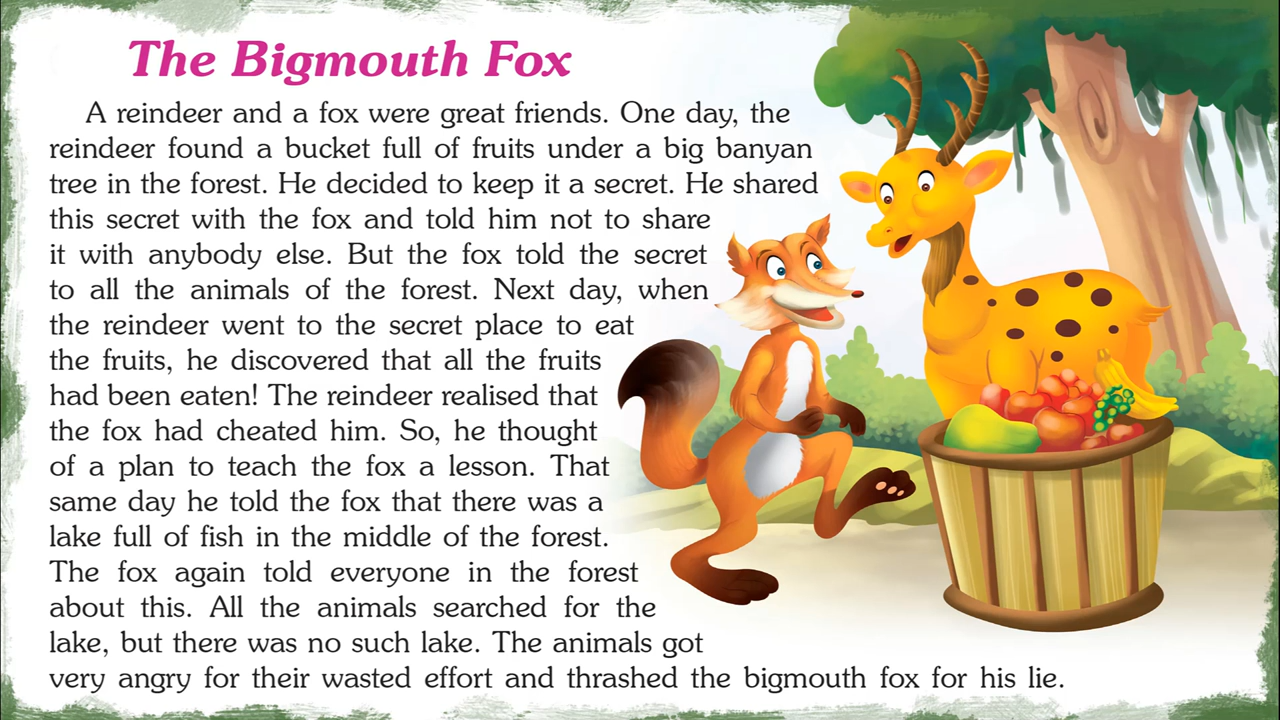 The Bigmouth Fox
A reindeer and a fox were great friends. One day, the
reindeer found a bucket full of fruits under a big banyan
tree in the forest. He decided to keep it a secret. He shared
this secret with the fox and told him not to share
it with anybody else. But the fox told the secret
to all the animals of the forest. Next day, when
the reindeer went to the secret place to eat
the fruits, he discovered that all the fruits
had been eaten! The reindeer realised that
the fox had cheated him. So, he thought
of a plan to teach the fox a lesson. That
same day he told the fox that there was a
lake full of fish in the middle of the forest.
The fox again told everyone in the forest
about this. All the animals searched for the
lake, but there was no such lake. The animals got
very angry for their wasted effort and thrashed the bigmouth fox for his lie.